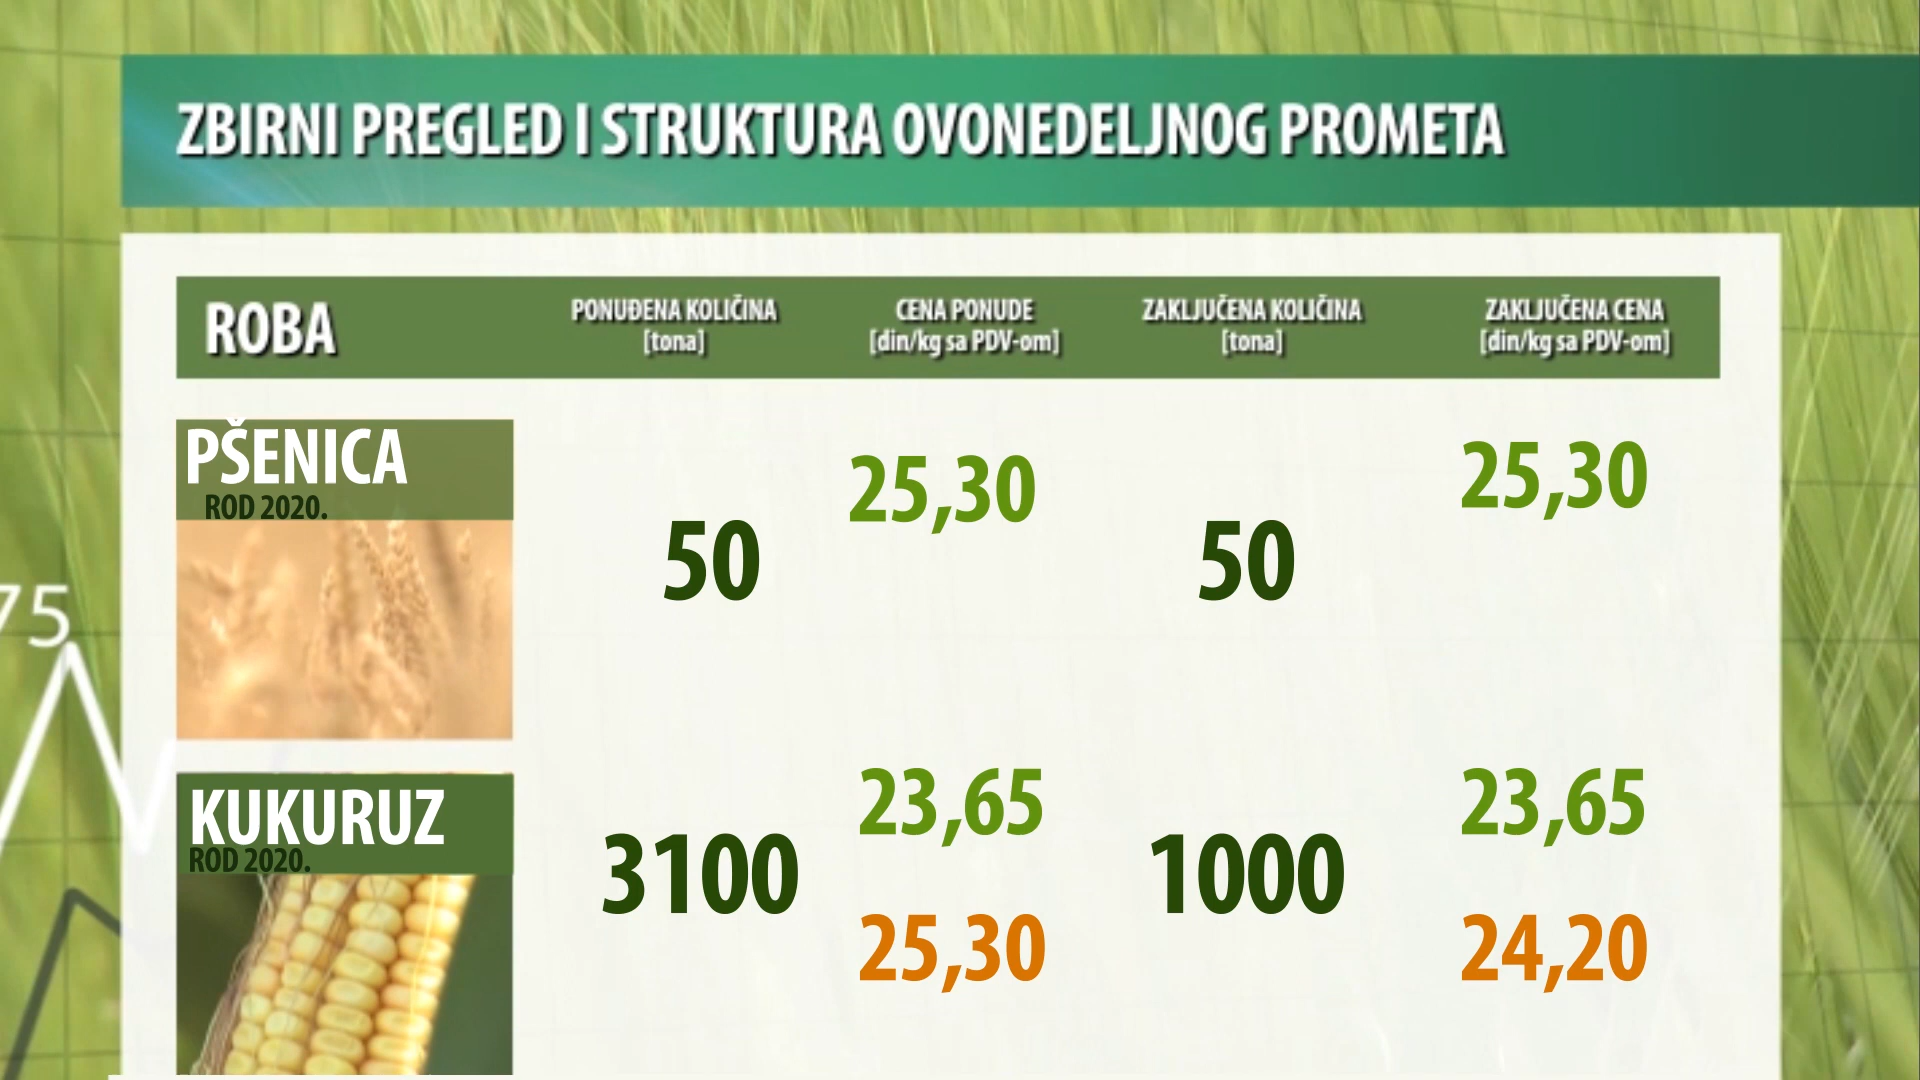 ZBIRNI PREGLED I STRUKTURA OVONEDELJNOG PROMETA
ROBA
PONUĐENA KOLIČINA
[tona]
CENA PONUDE
[din/kg sa PDV-om]
ZAKLJUČENA KOLIČINA
[tona]
ZAKLJUČENA CENA
[din/kg sa PDV-om]
PŠENICA
ROD 2020.
50
25,30
50
25,30
75
KUKURUZ
ROD 2020.
3100
23,65
25,30
1000
23,65
24,20